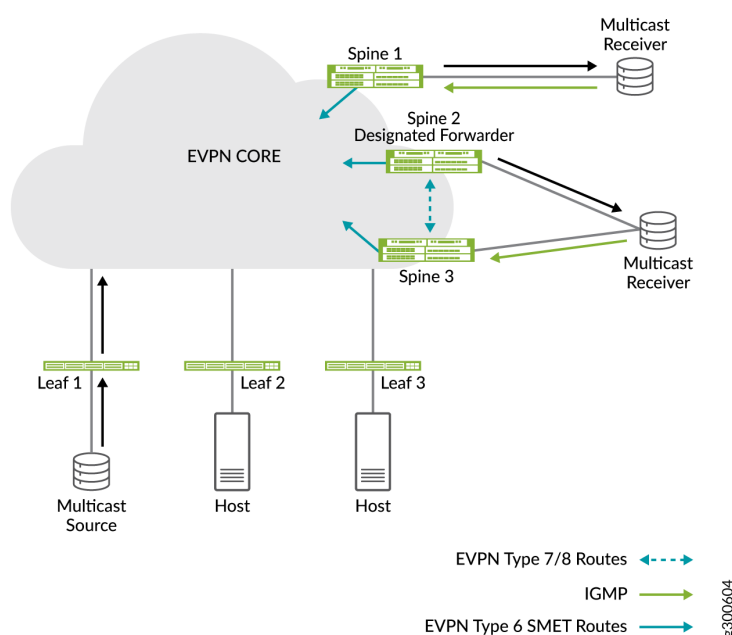 Multicast
Receiver
Spine 1
Spine 2
Designated Forwarder
EVPN CORE
Multicast
Receiver
Spine 3
Leaf 1
Leaf 2
Leaf 3
Multicast
Source
Host
Host
EVPN Type 7/8 Routes
IGMP
EVPN Type 6 SMET Routes
g300604